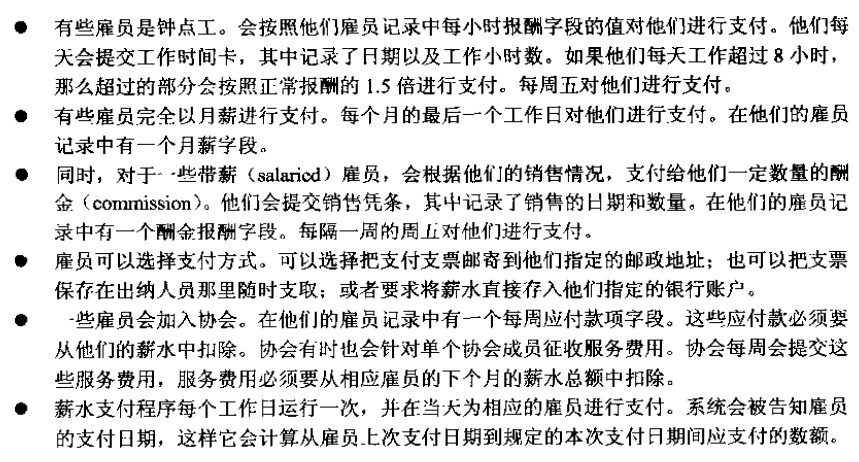 ● 有些雇员是钟点工。会按照他们雇员记录中每小时报酬字段的值对他们进行支付。他们每
天会提交工作时间卡，其中记录了日期以及工作小时数。如果他们每天工作超过 8 小时，
那么超过的部分会按照正常报酬的 1.5 倍进行支付。每周五对他们进行支付。
● 有些雇员完全以月薪进行支付。每个月的最后一个工作日对他们进行支付。在他们的雇员
记录中有一个月薪字段。
● 同时，对于一些带薪（salaried）雇员，会根据他们的销售情况，支付给他们一定数量的酬
金（commission）。他们会提交销售凭条，其中记录了销售的日期和数量。在他们的雇员记
录中有一个酬金报酬字段。每隔一周的周五对他们进行支付。
● 雇员可以选择支付方式。可以选择把支付支票邮寄到他们指定的邮政地址；也可以把支票
保存在出纳人员那里随时支取；或者要求将薪水直接存入他们指定的银行账户。
● 一些雇员会加入协会。在他们的雇员记录中有一个每周应付款项字段。这些应付款必须要
从他们的薪水中扣除。协会有时也会针对单个协会成员征收服务费用。协会每周会提交这
些服务费用，服务费用必须要从相应雇员的下个月的薪水总额中扣除。
● 薪水支付程序每个工作日运行一次，并在当天为相应的雇员进行支付。系统会被告知雇员
的支付日期，这样它会计算从雇员上次支付日期到规定的本次支付日期间应支付的数额。